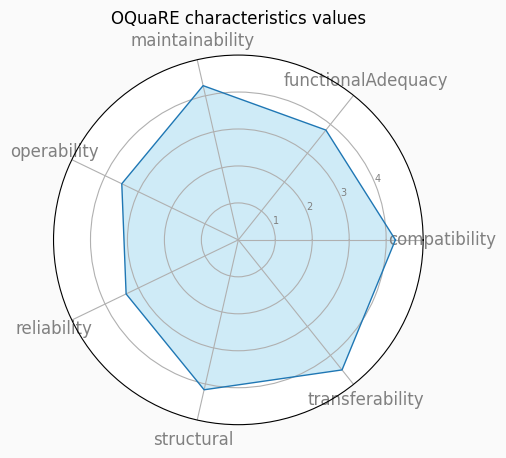 OQuaRE characteristics values
maintainability
functionalAdequacy
operability
4
3
2
1
compatibility
reliability
transferability
structural